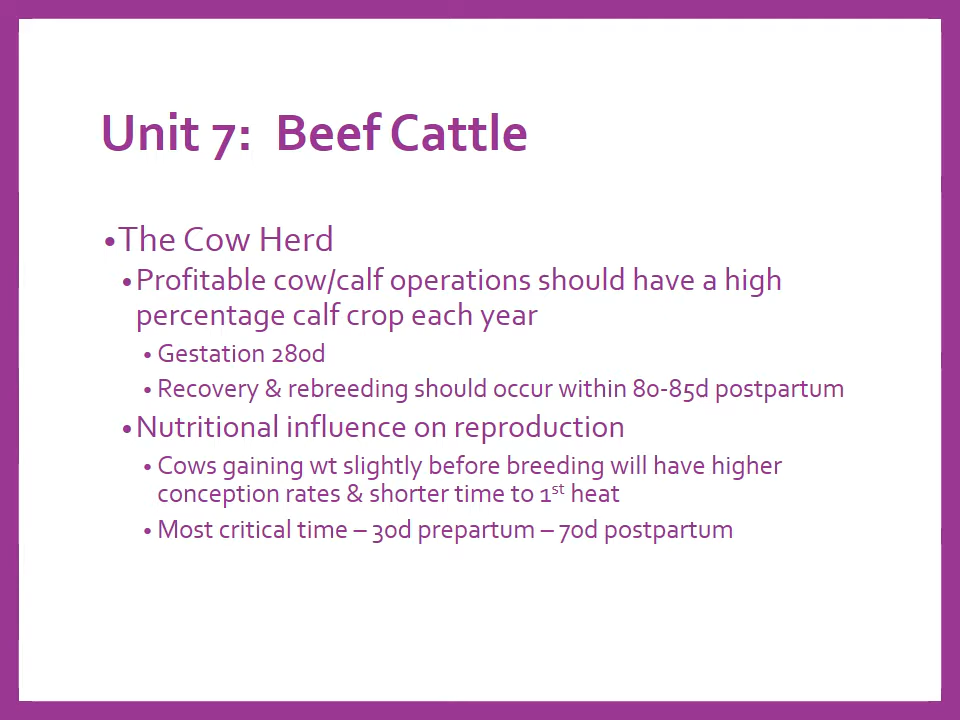 Unit 7:  Beef Cattle
•The Cow Herd
•Profitable cow/calf operations should have a high
percentage calf crop each year
•Gestation 280d
•Recovery & rebreeding should occur within 80-85d postpartum
•Nutritional influence on reproduction
•Cows gaining wt slightly before breeding will have higher
conception rates & shorter time to 1st heat
•Most critical time – 30d prepartum – 70d postpartum